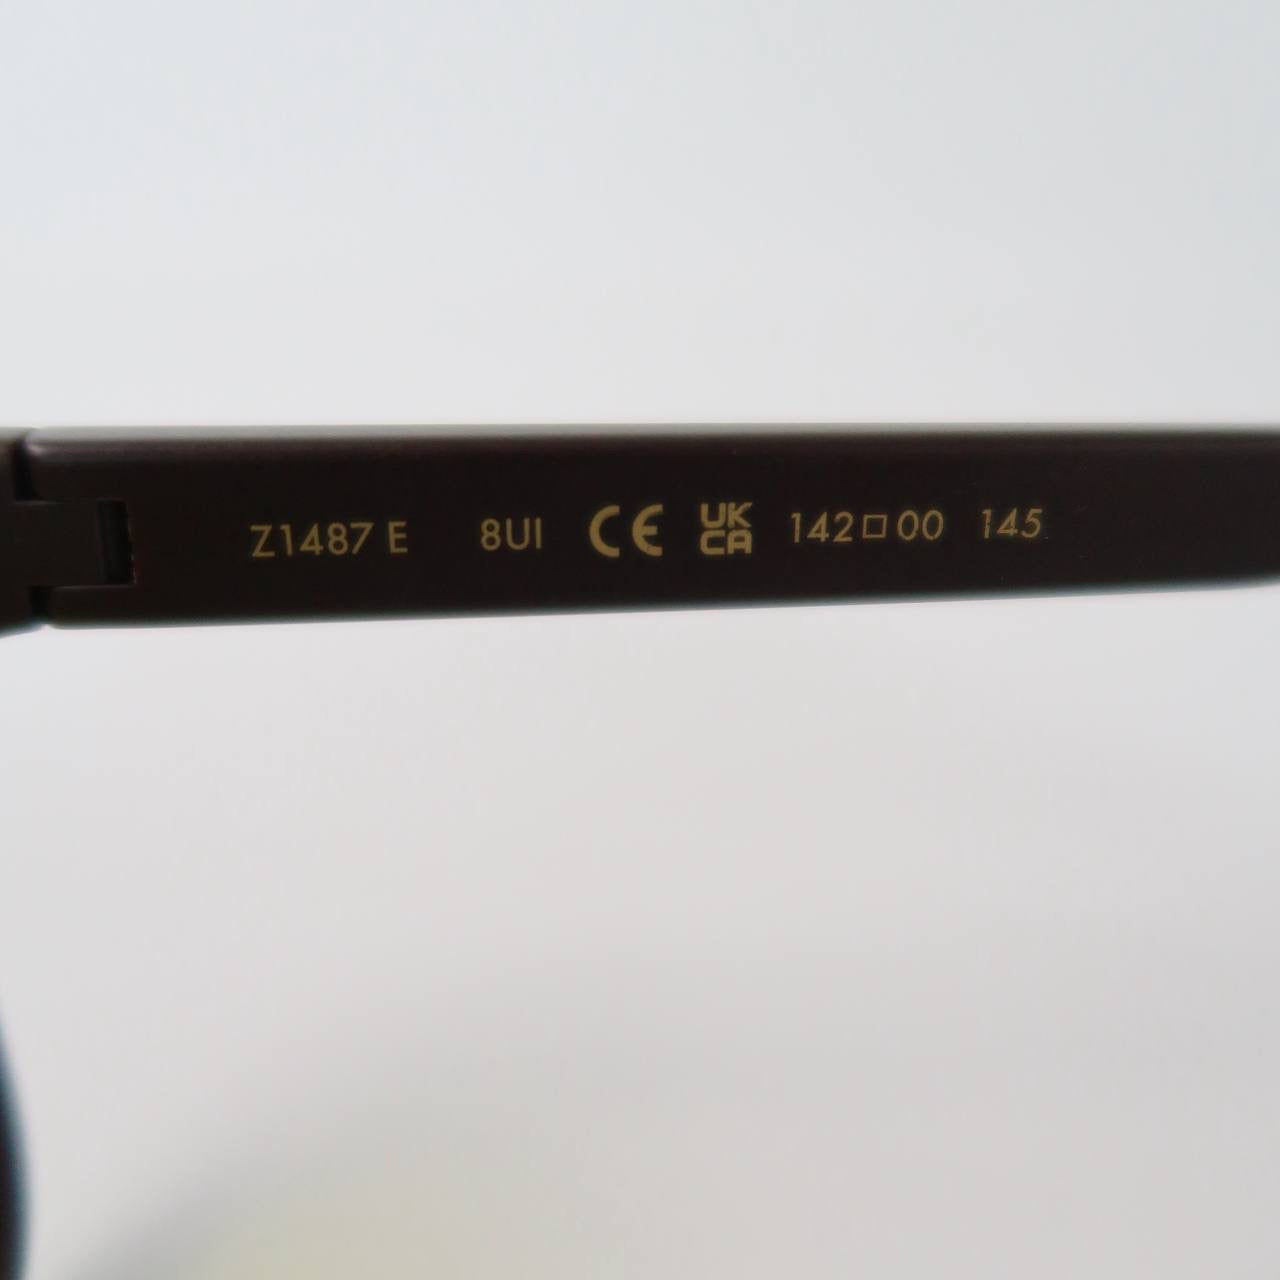 Z1487 E 8UI CE UK CA 142□00 145